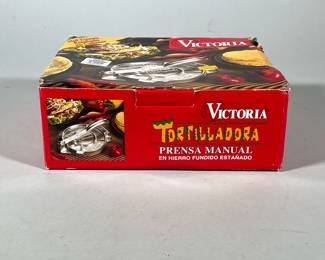 VICTORIA
VICTORIA
TORTILLADORA
PRENSA MANUAL
EN HIERRO FUNDIDO ESTAÑADO